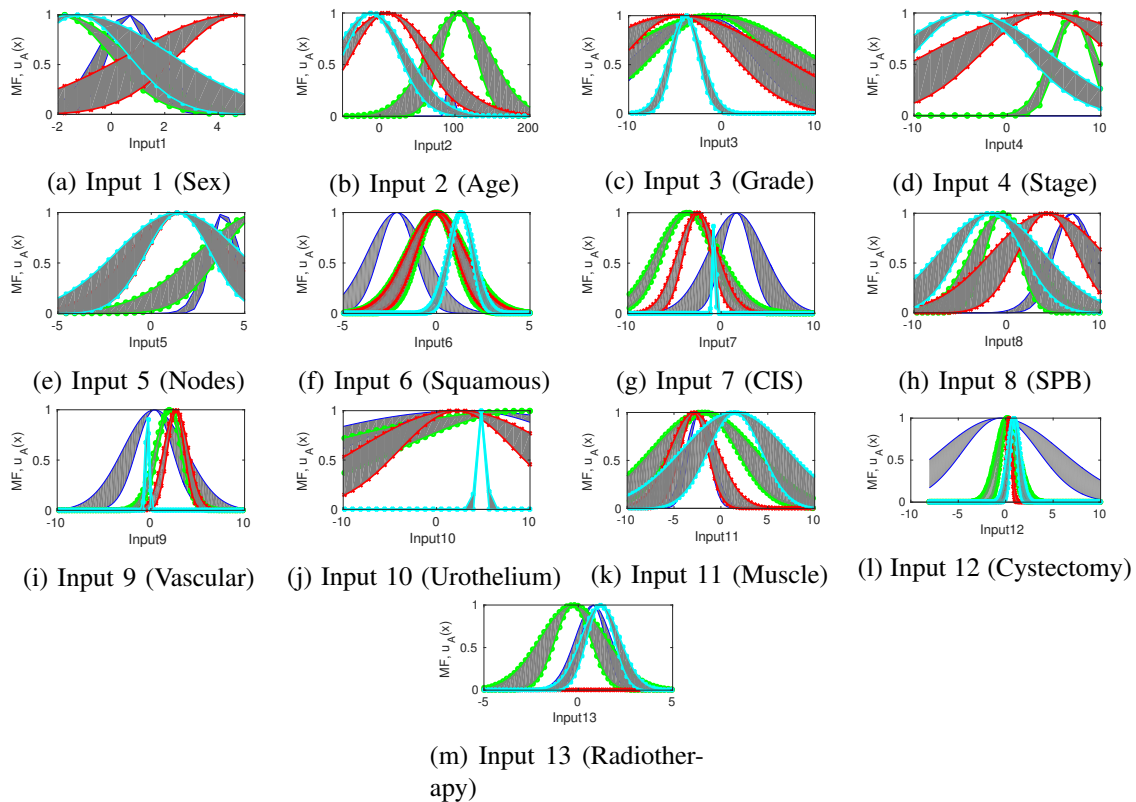 MF, u_A(x)
1
0.5
0
-2 0 2 4
Input1
(a) Input 1 (Sex)
MF, u_A(x)
1
0.5
0
0 100 200
Input2
(b) Input 2 (Age)
MF, u_A(x)
1
0.5
0
-10 0 10
Input3
(c) Input 3 (Grade)
MF, u_A(x)
1
0.5
0
-10 0 10
Input4
(d) Input 4 (Stage)
MF, u_A(x)
1
0.5
0
-5 0 5
Input5
(e) Input 5 (Nodes)
MF, u_A(x)
1
0.5
0
-5 0 5
Input6
(f) Input 6 (Squamous)
MF, u_A(x)
1
0.5
0
-10 0 10
Input7
(g) Input 7 (CIS)
MF, u_A(x)
1
0.5
0
-10 0 10
Input8
(h) Input 8 (SPB)
MF, u_A(x)
1
0.5
0
-10 0 10
Input9
(i) Input 9 (Vascular)
MF, u_A(x)
1
0.5
0
-10 -5 0 5 10
Input10
(j) Input 10 (Urothelium)
MF, u_A(x)
1
0.5
0
-10 -5 0 5 10
Input11
(k) Input 11 (Muscle)
MF, u_A(x)
1
0.5
0
-10 -5 0 5 10
Input12
(l) Input 12 (Cystectomy)
MF, u_A(x)
1
0.5
0
-5 0 5
Input13
(m) Input 13 (Radiother-
apy)